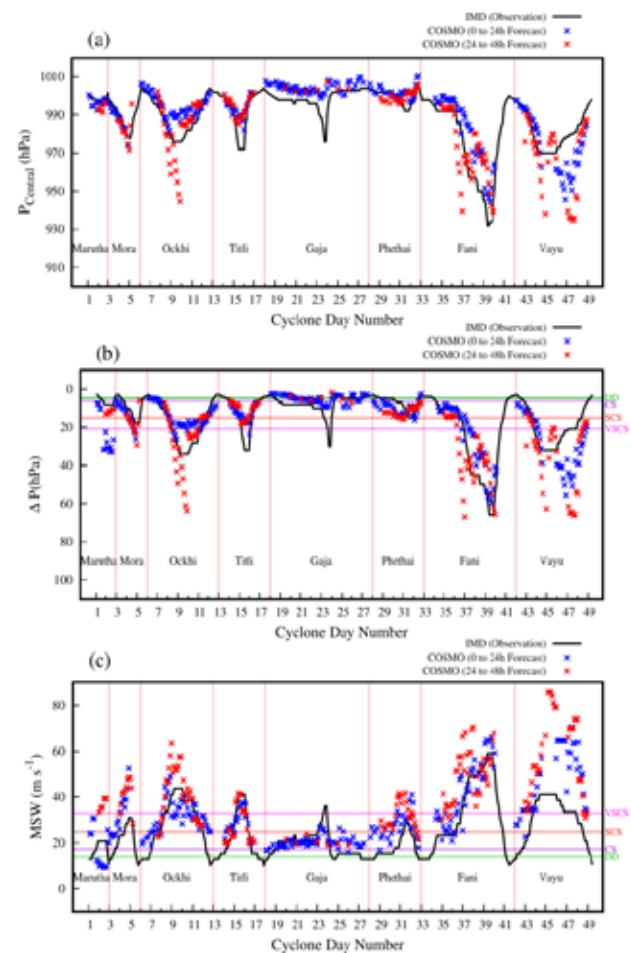 IMD (Observation)
COSMO (0 to 24h Forecast)
COSMO (24 to 48h Forecast)
(a)
1000
990
970
950
930
910
P Central (hPa)
Marutha Mora Ockhi Titli Gaja Phethai Fani Vayu
1 3 5 7 9 11 13 15 17 19 21 23 25 27 29 31 33 35 37 39 41 43 45 47 49
Cyclone Day Number
IMD (Observation)
COSMO (0 to 24h Forecast)
COSMO (24 to 48h Forecast)
(b)
0
20
40
60
80
100
Δ P(hPa)
DD
CS
SCS
VSCS
Marutha Mora Ockhi Titli Gaja Phethai Fani Vayu
1 3 5 7 9 11 13 15 17 19 21 23 25 27 29 31 33 35 37 39 41 43 45 47 49
Cyclone Day Number
IMD (Observation)
COSMO (0 to 24h Forecast)
COSMO (24 to 48h Forecast)
(c)
80
60
40
20
0
MSW (m s-1)
VSCS
SCS
CS
DD
Marutha Mora Ockhi Titli Gaja Phethai Fani Vayu
1 3 5 7 9 11 13 15 17 19 21 23 25 27 29 31 33 35 37 39 41 43 45 47 49
Cyclone Day Number